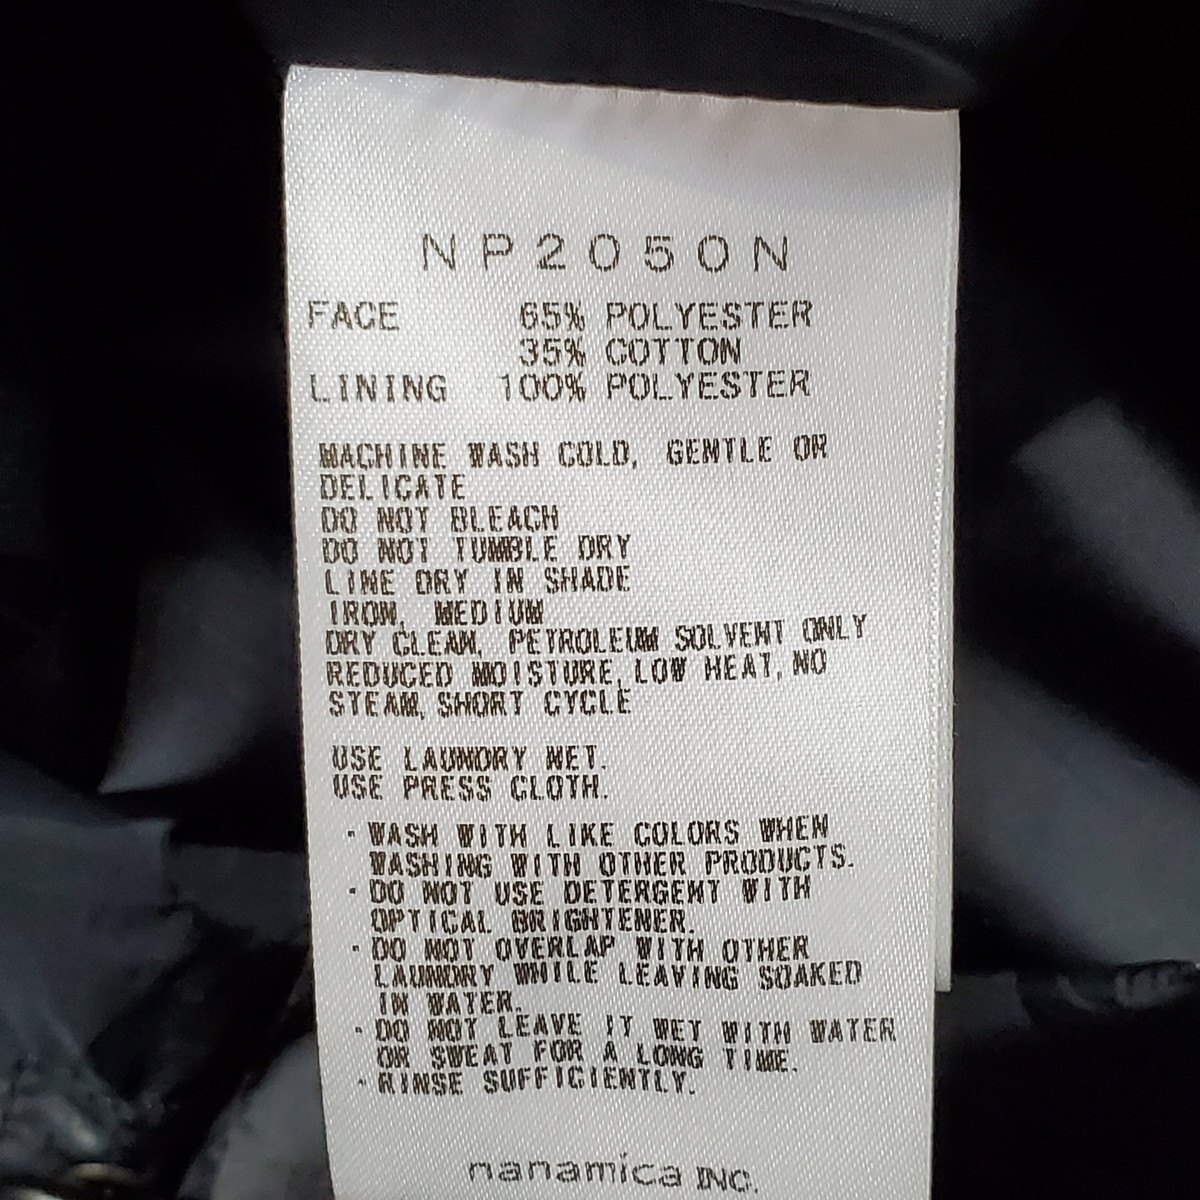 NP2050N
FACE 65% POLYESTER
35% COTTON
LINING 100% POLYESTER
MACHINE WASH COLD, GENTLE OR
DELICATE
DO NOT BLEACH
DO NOT TUMBLE DRY
LINE DRY IN SHADE
IRON, MEDIUM
DRY CLEAN, PETROLEUM SOLVENT ONLY
REDUCED MOISTURE, LOW HEAT, NO
STEAM, SHORT CYCLE
USE LAUNDRY NET.
USE PRESS CLOTH.
・WASH WITH LIKE COLORS WHEN
WASHING WITH OTHER PRODUCTS.
・DO NOT USE DETERGENT WITH
OPTICAL BRIGHTENER.
・DO NOT OVERLAP WITH OTHER
LAUNDRY WHILE LEAVING SOAKED
IN WATER.
・DO NOT LEAVE IT WET WITH WATER
OR SWEAT FOR A LONG TIME.
・RINSE SUFFICIENTLY.
nanamica INC.